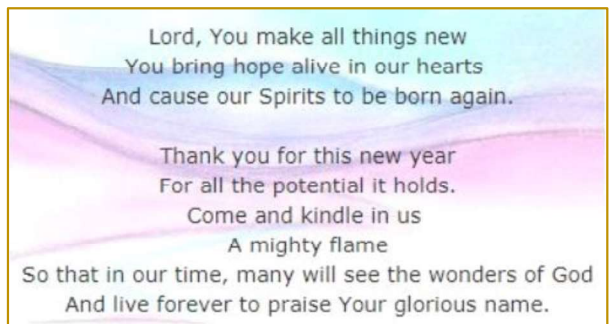 Lord, You make all things new
You bring hope alive in our hearts
And cause our Spirits to be born again.
Thank you for this new year
For all the potential it holds.
Come and kindle in us
A mighty flame
So that in our time, many will see the wonders of God
And live forever to praise Your glorious name.